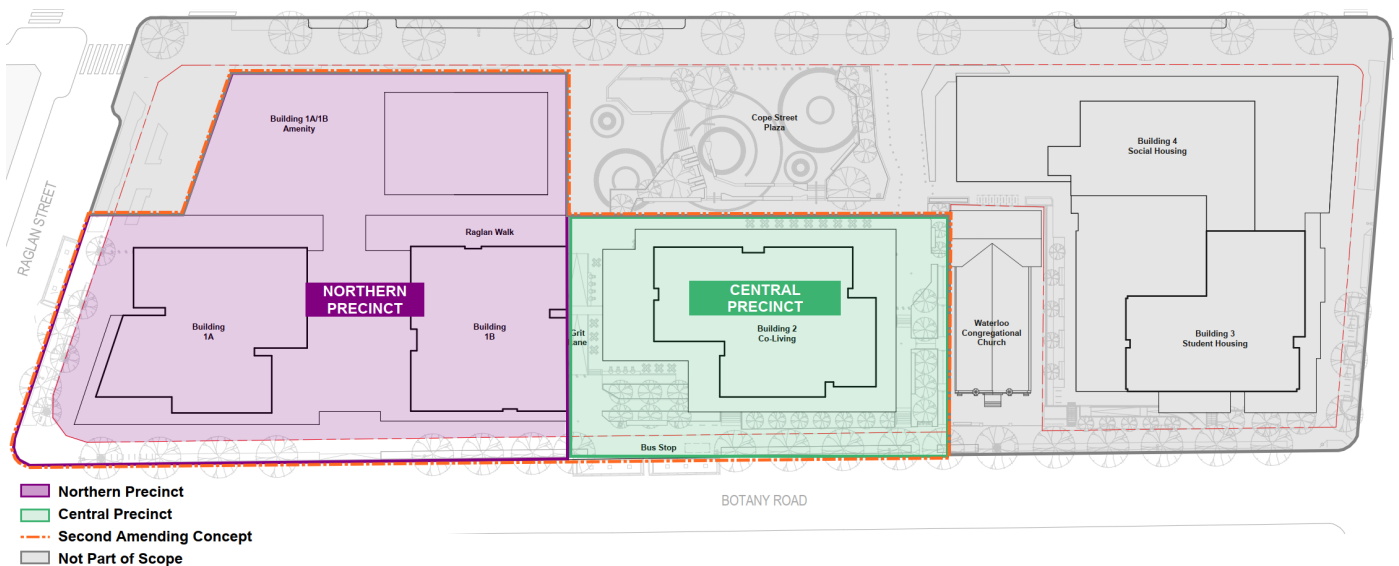 Building 1A/1B
Amenity
Cope Street
Plaza
Building 4
Social Housing
RAGLAN STREET
Raglan Walk
NORTHERN
PRECINCT
CENTRAL
PRECINCT
Building
1A
Building
1B
Grit
Lane
Building 2
Co-Living
Waterloo
Congregational
Church
Building 3
Student Housing
Bus Stop
BOTANY ROAD
Northern Precinct
Central Precinct
Second Amending Concept
Not Part of Scope